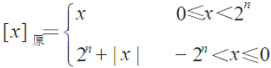 [x]原= { x 0≤x<2ⁿ
2ⁿ+|x| −2ⁿ<x≤0